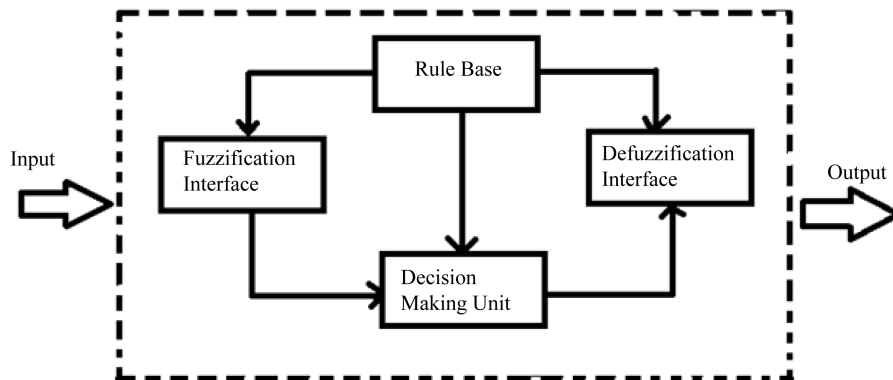 Rule Base
Input
Fuzzification
Interface
Defuzzification
Interface
Output
Decision
Making Unit